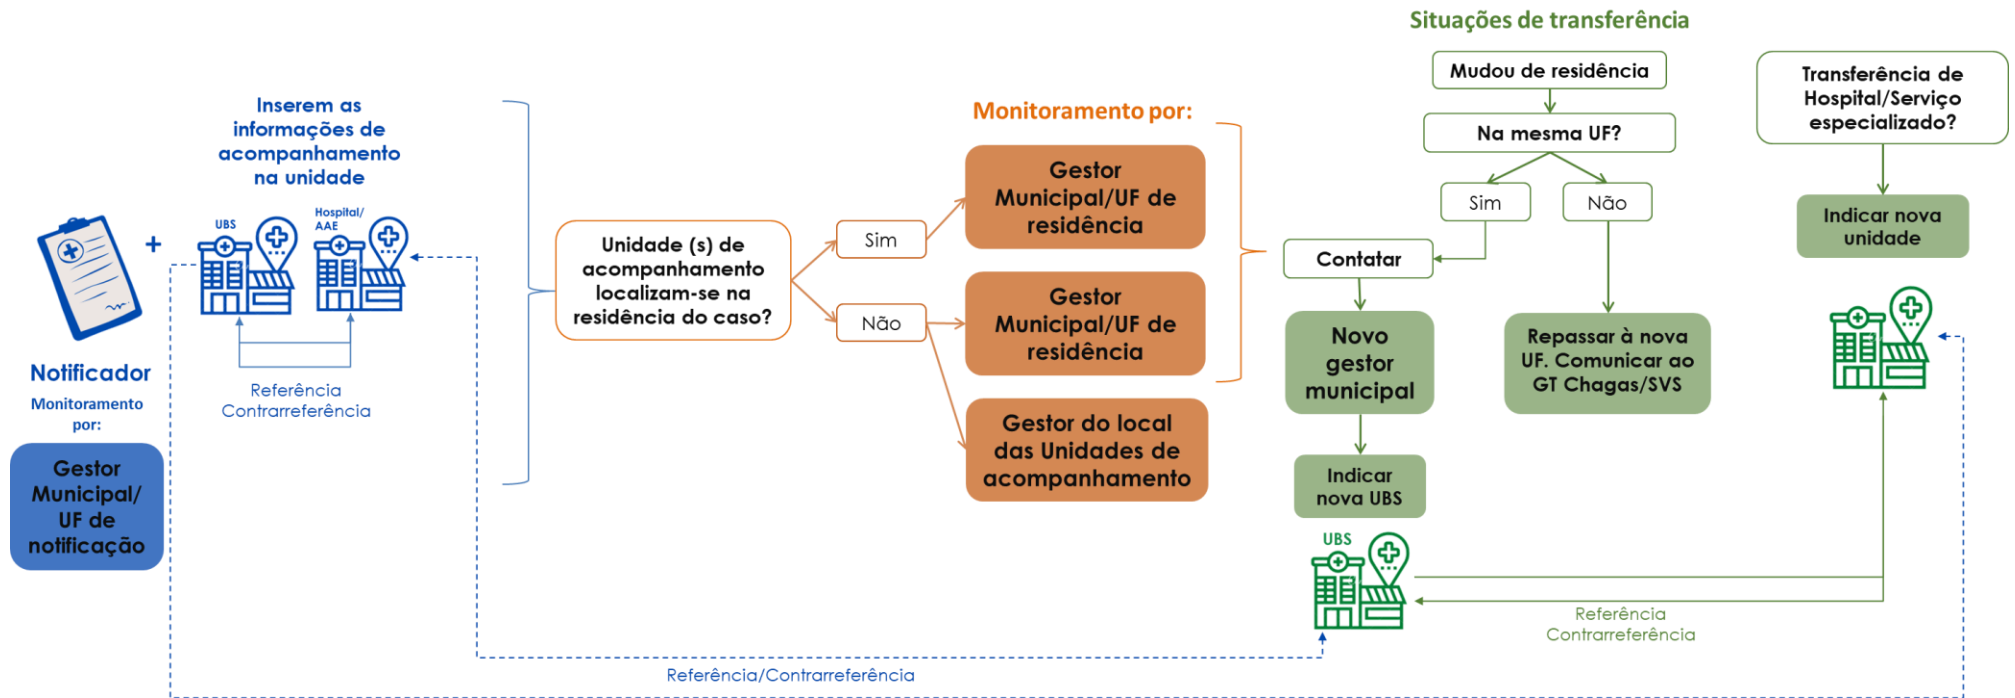 Situações de transferência
Inserem as
informações de
acompanhamento
na unidade
UBS
Hospital/
AAE
+
Notificador
Monitoramento
por:
Gestor
Municipal/
UF de
notificação
Referência
Contrarreferência
Unidade (s) de
acompanhamento
localizam-se na
residência do caso?
Sim
Não
Monitoramento por:
Gestor
Municipal/UF de
residência
Gestor
Municipal/UF de
residência
Gestor do local
das Unidades de
acompanhamento
Mudou de residência
Na mesma UF?
Sim
Não
Contatar
Novo
gestor
municipal
Indicar
nova UBS
UBS
Repassar à nova
UF. Comunicar ao
GT Chagas/SVS
Transferência de
Hospital/Serviço
especializado?
Indicar nova
unidade
Referência
Contrarreferência
Referência/Contrarreferência